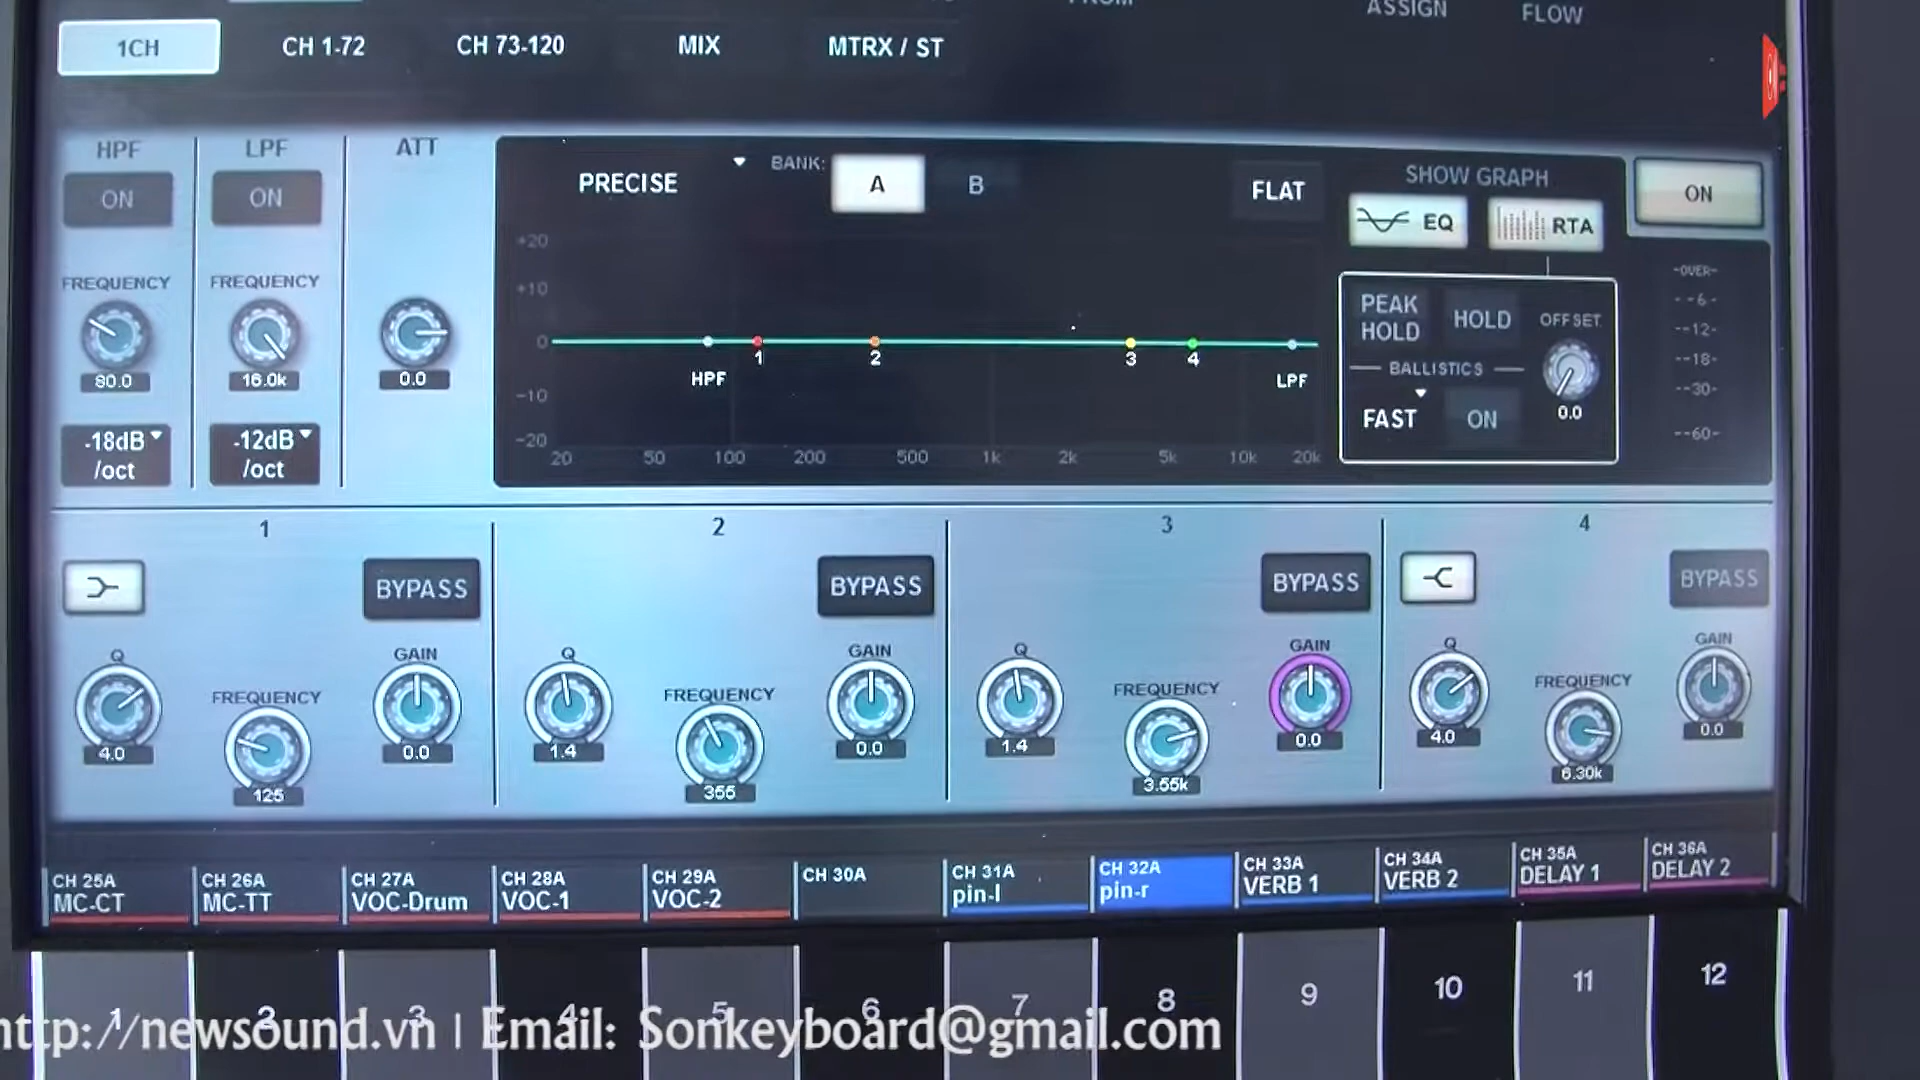 ASSIGN
FLOW
1CH
CH 1-72
CH 73-120
MIX
MTRX / ST
HPF
LPF
ATT
ON
ON
PRECISE
BANK:
A
B
FLAT
SHOW GRAPH
EQ
RTA
ON
FREQUENCY
FREQUENCY
80.0
16.0k
0.0
-18dB
/oct
-12dB
/oct
+20
+10
0
-10
-20
1
2
3
4
HPF
LPF
20
50
100
200
500
1k
2k
5k
10k
20k
PEAK
HOLD
HOLD
OFFSET
BALLISTICS
FAST
ON
0.0
-OVER-
--6-
--12-
--18-
--30-
--60-
1
2
3
4
BYPASS
BYPASS
BYPASS
BYPASS
Q
FREQUENCY
GAIN
Q
FREQUENCY
GAIN
Q
FREQUENCY
GAIN
Q
FREQUENCY
GAIN
4.0
125
0.0
1.4
355
0.0
1.4
3.55k
0.0
4.0
6.30k
0.0
CH 25A
MC-CT
CH 26A
MC-TT
CH 27A
VOC-Drum
CH 28A
VOC-1
CH 29A
VOC-2
CH 30A
CH 31A
pin-l
CH 32A
pin-r
CH 33A
VERB 1
CH 34A
VERB 2
CH 35A
DELAY 1
CH 36A
DELAY 2
1
2
3
4
5
6
7
8
9
10
11
12
http://newsound.vn | Email: Sonkeyboard@gmail.com